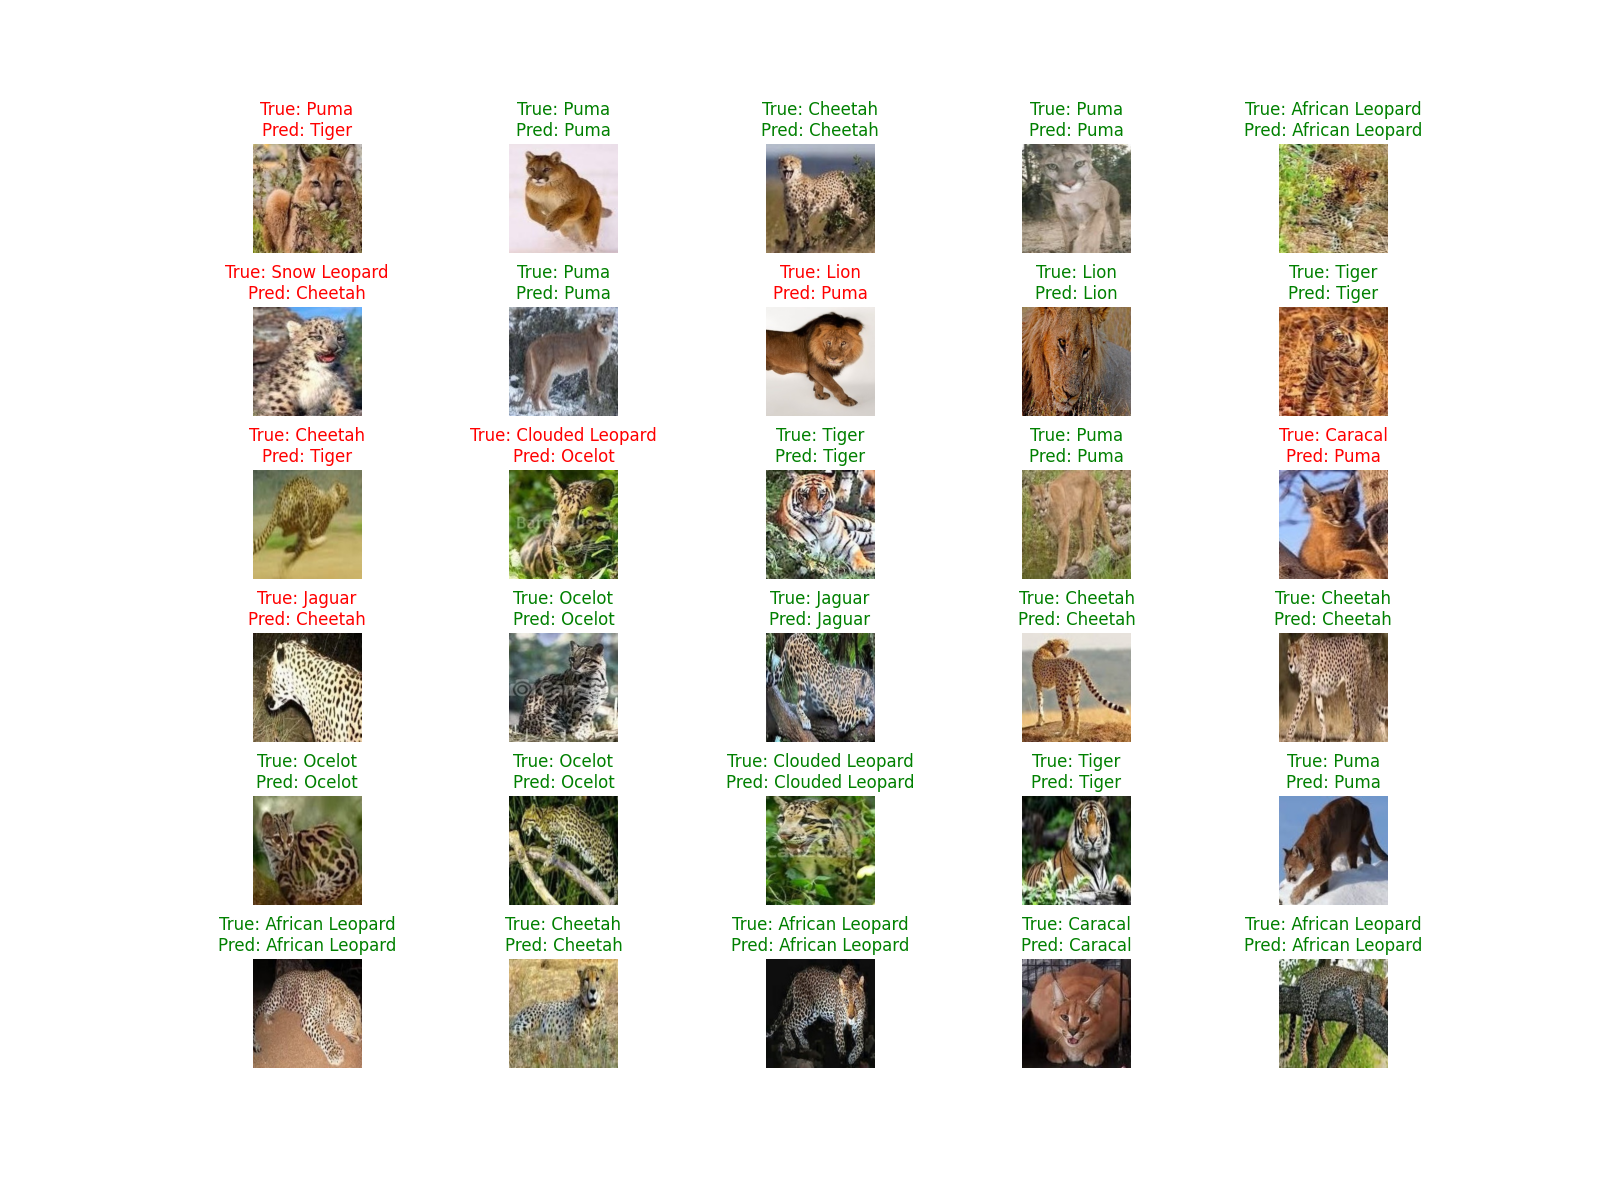 True: Puma
Pred: Tiger
True: Puma
Pred: Puma
True: Cheetah
Pred: Cheetah
True: Puma
Pred: Puma
True: African Leopard
Pred: African Leopard
True: Snow Leopard
Pred: Cheetah
True: Puma
Pred: Puma
True: Lion
Pred: Puma
True: Lion
Pred: Lion
True: Tiger
Pred: Tiger
True: Cheetah
Pred: Tiger
True: Clouded Leopard
Pred: Ocelot
True: Tiger
Pred: Tiger
True: Puma
Pred: Puma
True: Caracal
Pred: Puma
True: Jaguar
Pred: Cheetah
True: Ocelot
Pred: Ocelot
True: Jaguar
Pred: Jaguar
True: Cheetah
Pred: Cheetah
True: Cheetah
Pred: Cheetah
True: Ocelot
Pred: Ocelot
True: Ocelot
Pred: Ocelot
True: Clouded Leopard
Pred: Clouded Leopard
True: Tiger
Pred: Tiger
True: Puma
Pred: Puma
True: African Leopard
Pred: African Leopard
True: Cheetah
Pred: Cheetah
True: African Leopard
Pred: African Leopard
True: Caracal
Pred: Caracal
True: African Leopard
Pred: African Leopard